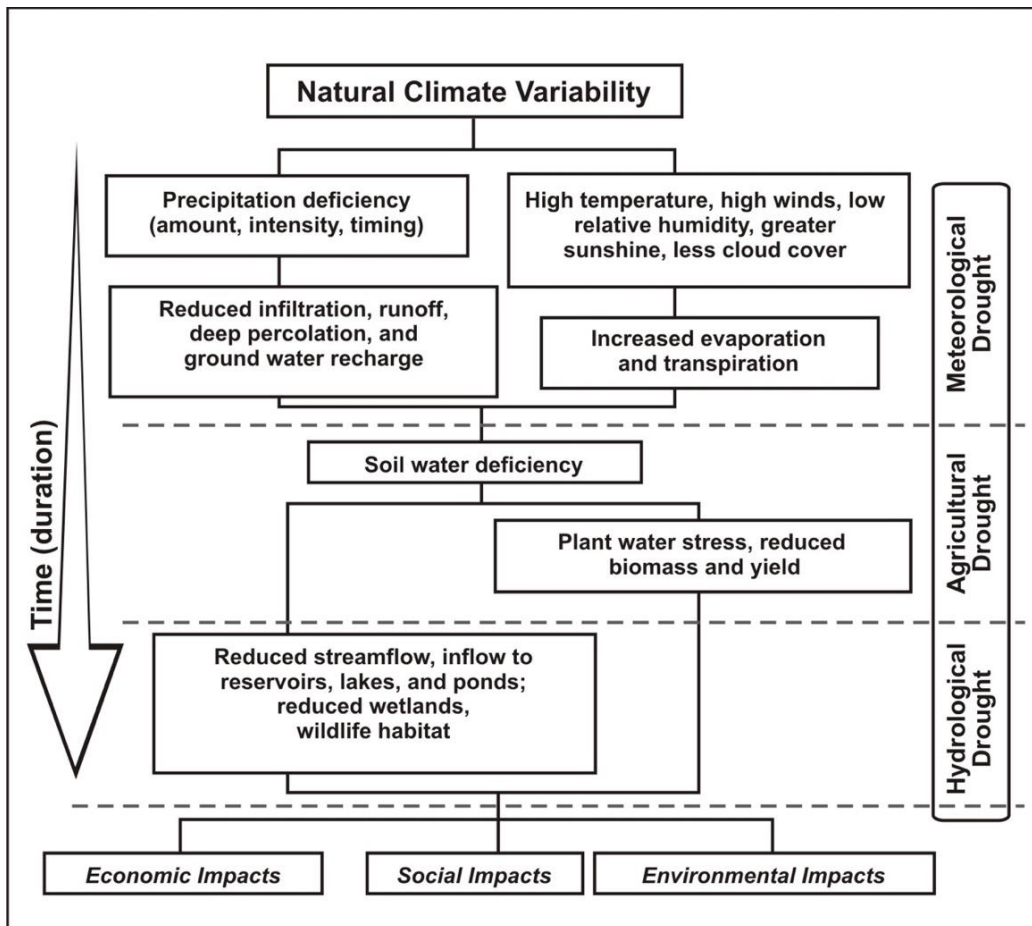 Natural Climate Variability
Precipitation deficiency
(amount, intensity, timing)
High temperature, high winds, low
relative humidity, greater
sunshine, less cloud cover
Reduced infiltration, runoff,
deep percolation, and
ground water recharge
Increased evaporation
and transpiration
Meteorological
Drought
Time (duration)
Soil water deficiency
Plant water stress, reduced
biomass and yield
Agricultural
Drought
Reduced streamflow, inflow to
reservoirs, lakes, and ponds;
reduced wetlands,
wildlife habitat
Hydrological
Drought
Economic Impacts
Social Impacts
Environmental Impacts